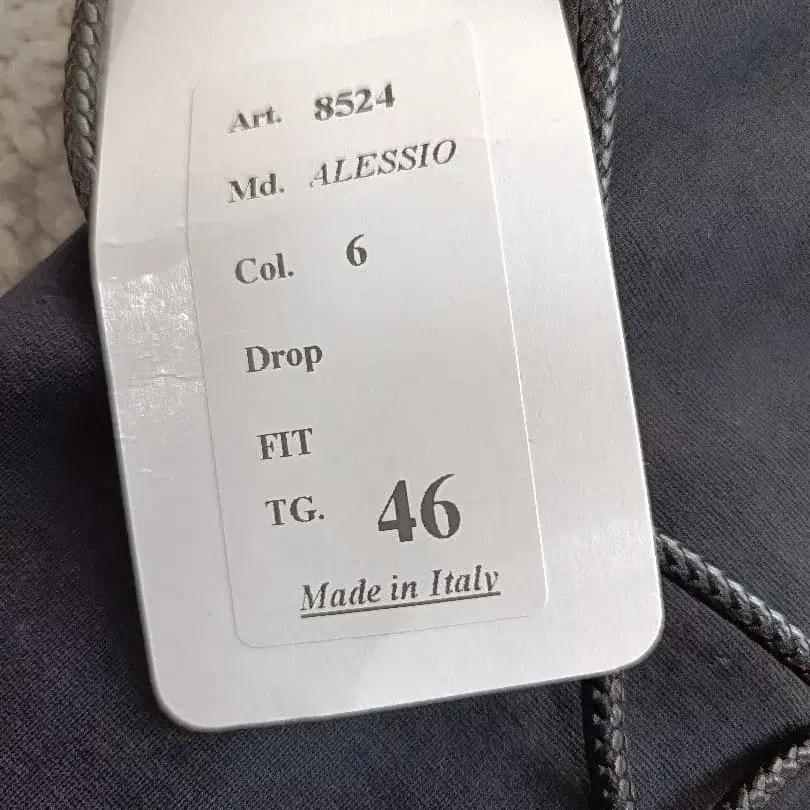 Art. 8524
Md. ALESSIO
Col. 6
Drop
FIT
TG. 46
Made in Italy